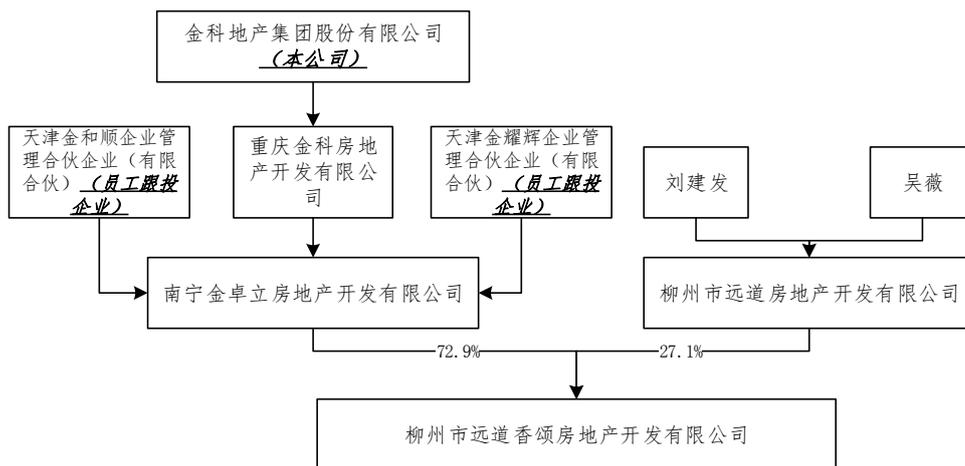 金科地产集团股份有限公司
（本公司）
天津金和顺企业管
理合伙企业（有限
合伙）（员工跟投
企业）
重庆金科房地
产开发有限公
司
天津金耀辉企业管
理合伙企业（有限
合伙）（员工跟投
企业）
刘建发
吴薇
南宁金卓立房地产开发有限公司
柳州市远道房地产开发有限公司
72.9%
27.1%
柳州市远道香颂房地产开发有限公司